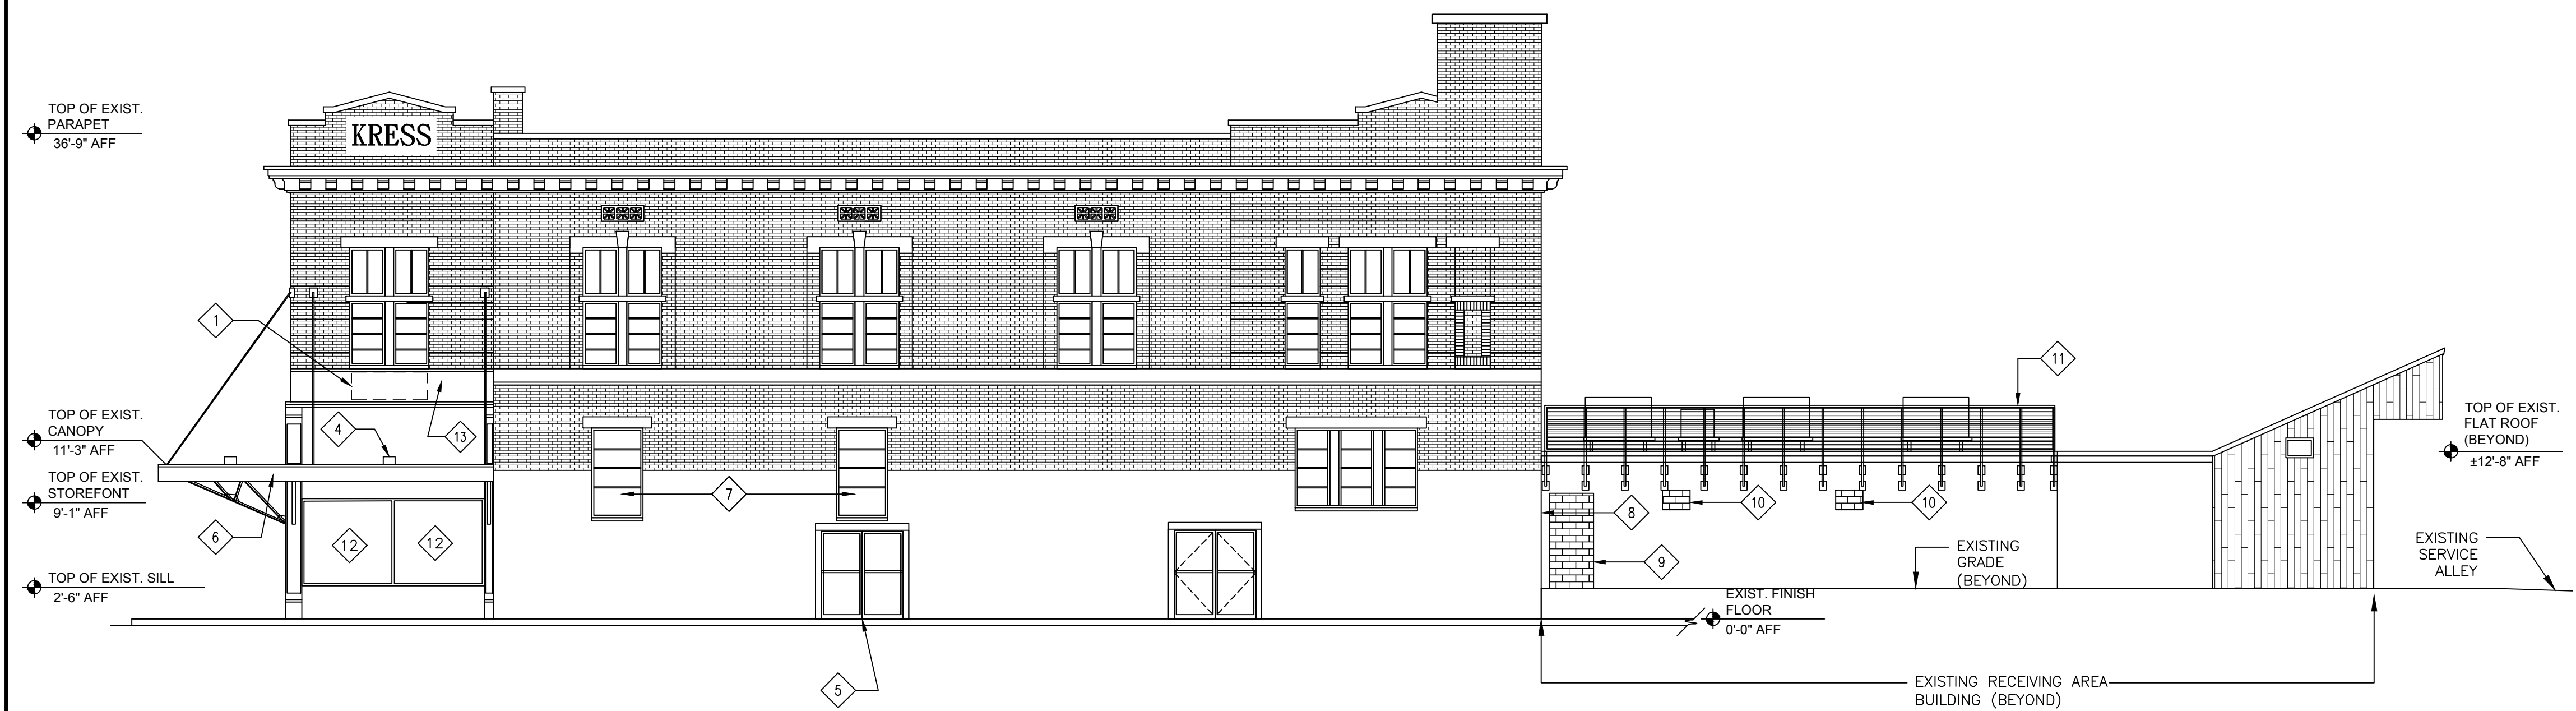 TOP OF EXIST.
PARAPET
36'-9" AFF
KRESS
1
11
TOP OF EXIST.
CANOPY
11'-3" AFF
4
13
TOP OF EXIST.
FLAT ROOF
(BEYOND)
±12'-8" AFF
TOP OF EXIST.
STOREFONT
9'-1" AFF
7
10
10
8
6
12
12
9
EXISTING
GRADE
(BEYOND)
EXISTING
SERVICE
ALLEY
TOP OF EXIST. SILL
2'-6" AFF
EXIST. FINISH
FLOOR
0'-0" AFF
5
EXISTING RECEIVING AREA
BUILDING (BEYOND)